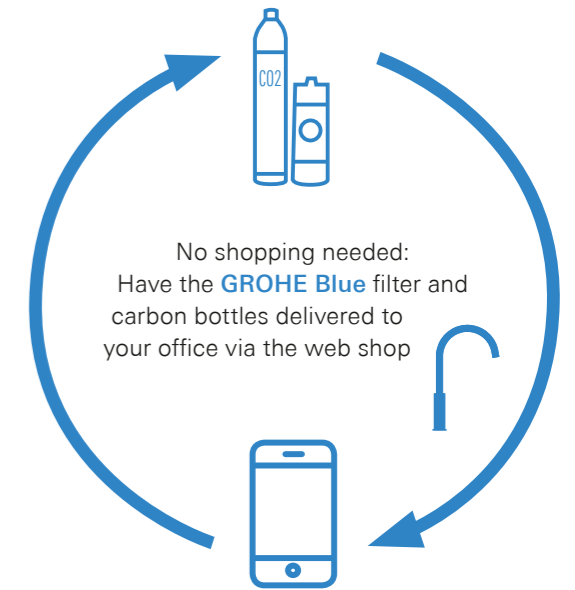 CO2
No shopping needed:
Have the GROHE Blue filter and
carbon bottles delivered to
your office via the web shop